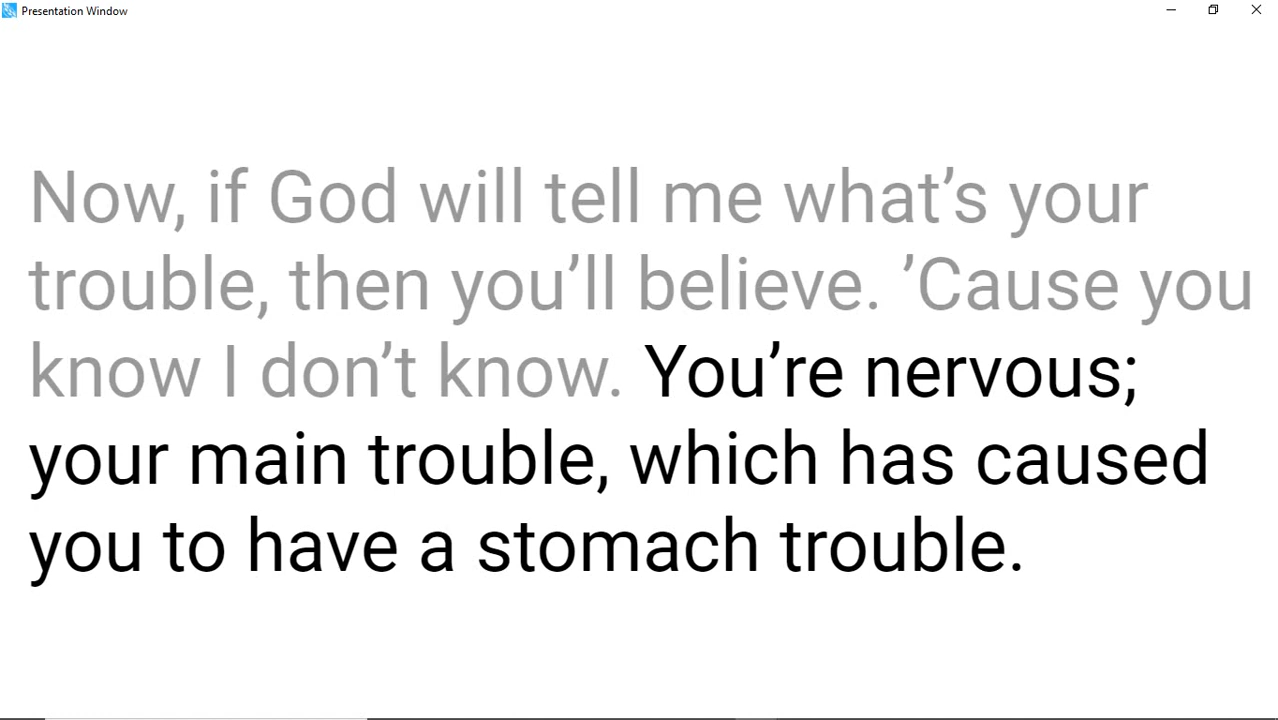 Presentation Window
Now, if God will tell me what’s your
trouble, then you’ll believe. ’Cause you
know I don’t know. You’re nervous;
your main trouble, which has caused
you to have a stomach trouble.